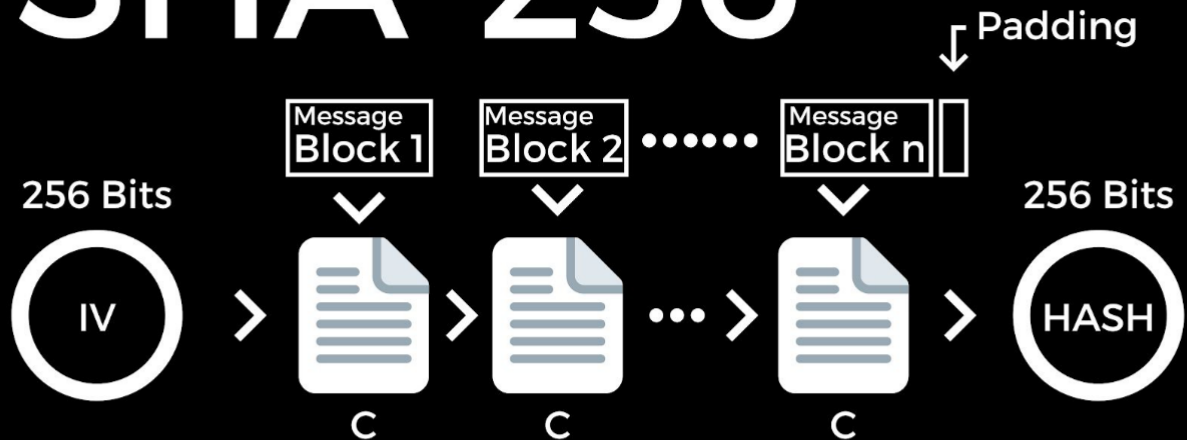 SHA 256
Padding
Message
Block 1
Message
Block 2
Message
Block n
256 Bits
256 Bits
IV
HASH
C
C
C